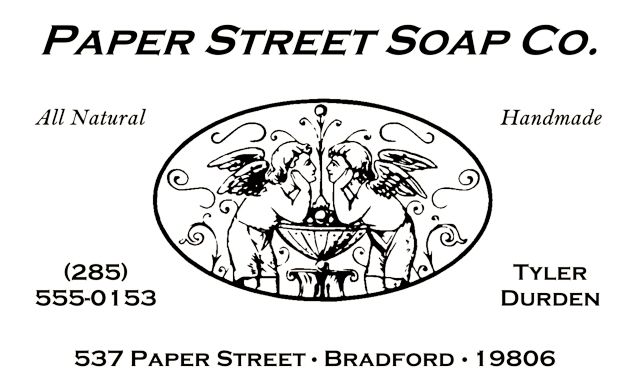 PAPER STREET SOAP CO.
All Natural
Handmade
(285)
555-0153
TYLER
DURDEN
537 PAPER STREET • BRADFORD • 19806